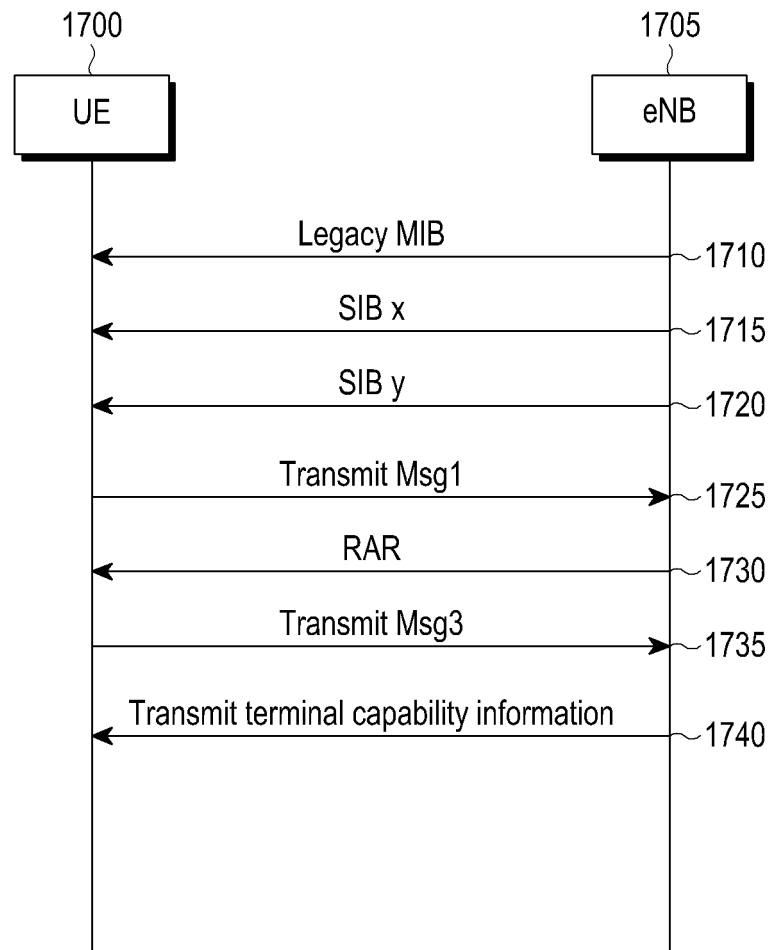 1700 1705
UE eNB
Legacy MIB 1710
SIB x 1715
SIB y 1720
Transmit Msg1 1725
RAR 1730
Transmit Msg3 1735
Transmit terminal capability information 1740